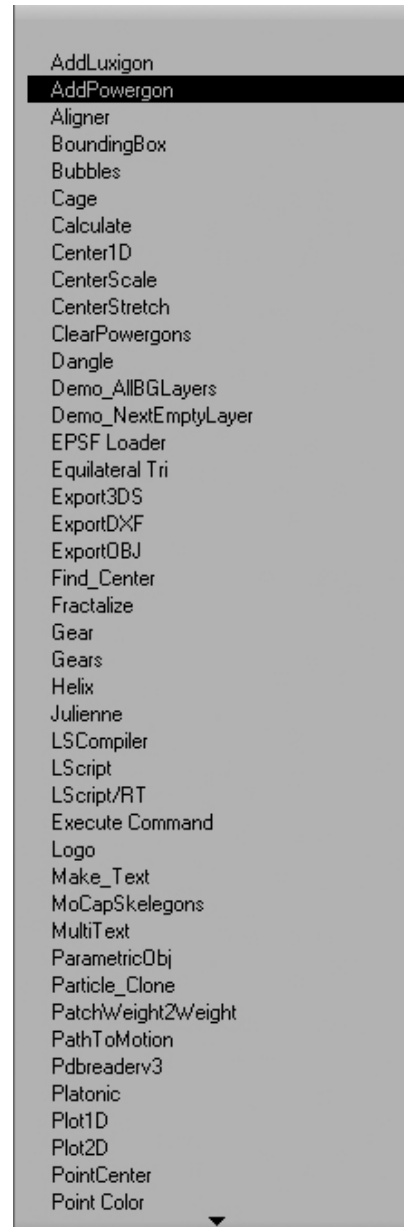 AddLuxigon
AddPowergon
Aligner
BoundingBox
Bubbles
Cage
Calculate
Center1D
CenterScale
CenterStretch
ClearPowergons
Dangle
Demo_AllBGLayers
Demo_NextEmptyLayer
EPSF Loader
Equilateral Tri
Export3DS
ExportDXF
ExportOBJ
Find_Center
Fractalize
Gear
Gears
Helix
Julienne
LSCompiler
LScript
LScript/RT
Execute Command
Logo
Make_Text
MoCapSkelegons
MultiText
ParametricObj
Particle_Clone
PatchWeight2Weight
PathToMotion
Pdbreaderv3
Platonic
Plot1D
Plot2D
PointCenter
Point Color